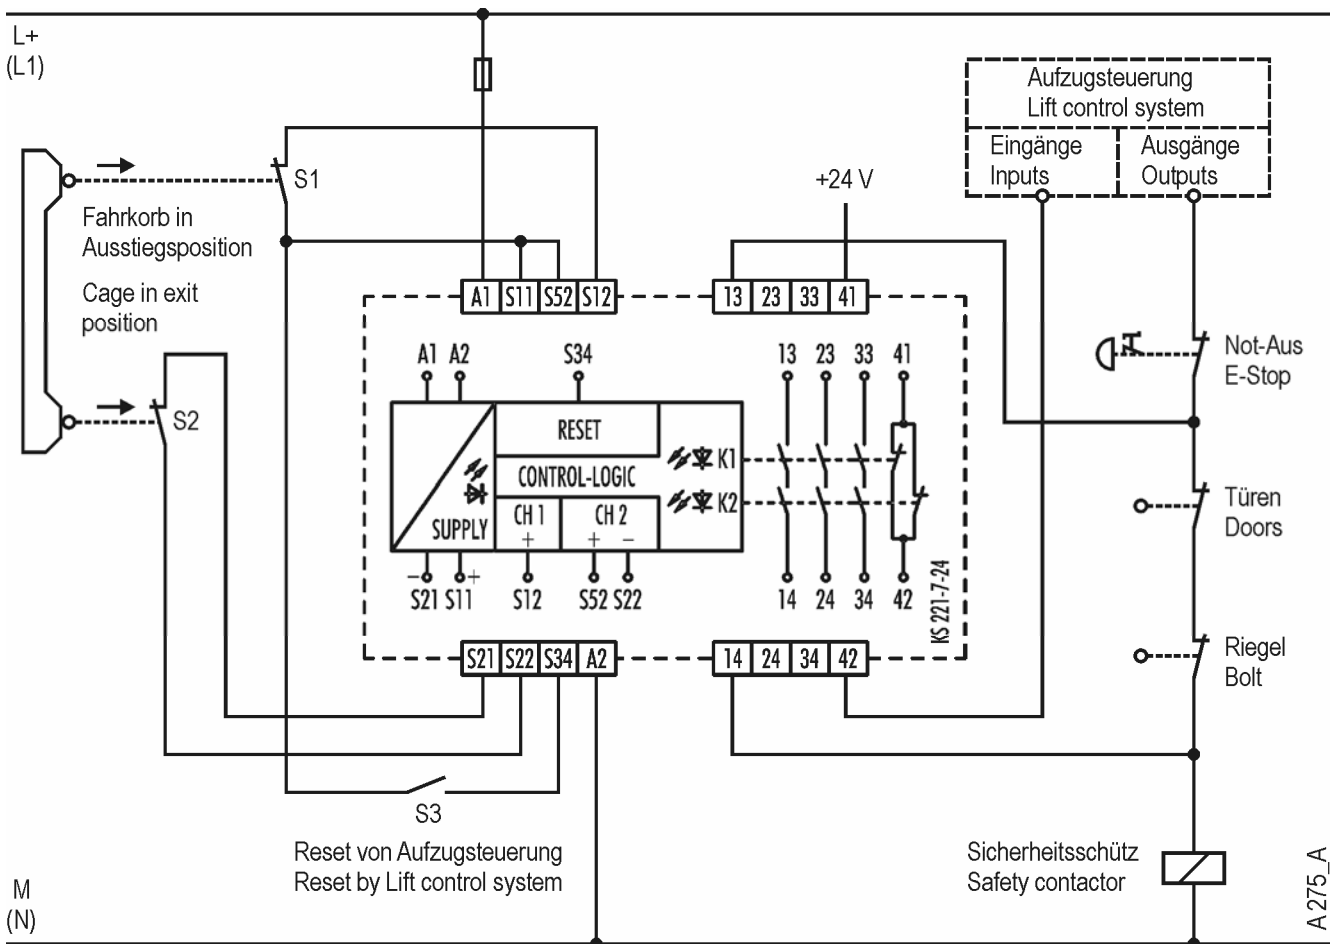 L+
(L1)
Aufzugsteuerung
Lift control system
Eingänge
Inputs
Ausgänge
Outputs
S1
+24 V
Fahrkorb in
Ausstiegsposition
Cage in exit
position
A1 S11 S52 S12
13 23 33 41
A1 A2 S34 13 23 33 41
Not-Aus
E-Stop
S2
RESET
CONTROL-LOGIC
K1
K2
SUPPLY
CH 1
+
CH 2
+ −
Türen
Doors
− +
S21 S11 S12 S52 S22 14 24 34 42
KS 221-7-24
S21 S22 S34 A2
14 24 34 42
Riegel
Bolt
S3
Reset von Aufzugsteuerung
Reset by Lift control system
Sicherheitsschütz
Safety contactor
M
(N)
A 275_A